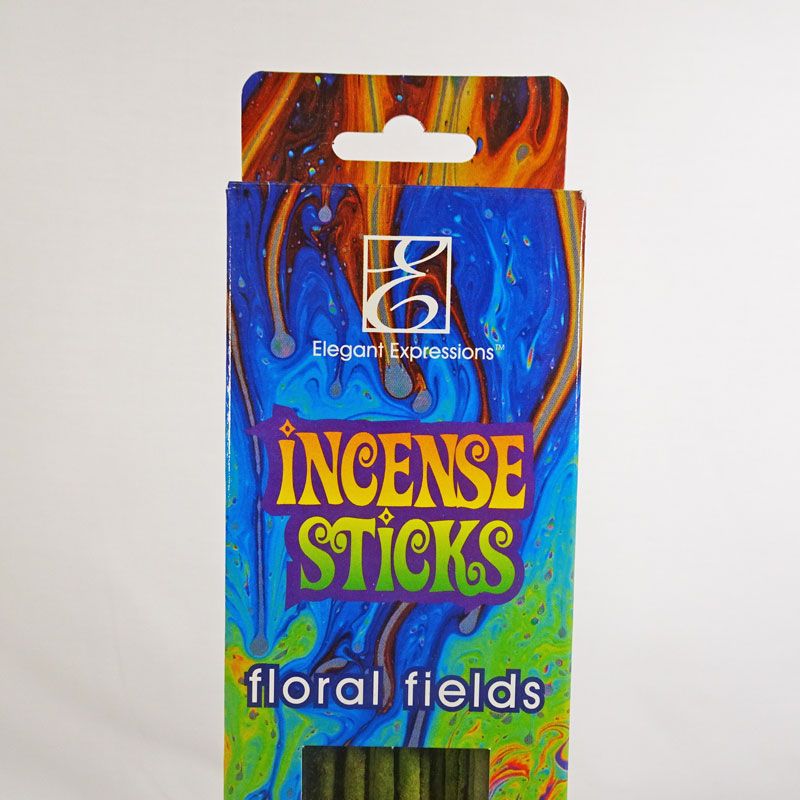 Elegant Expressions™
INCENSE
STICKS
floral fields